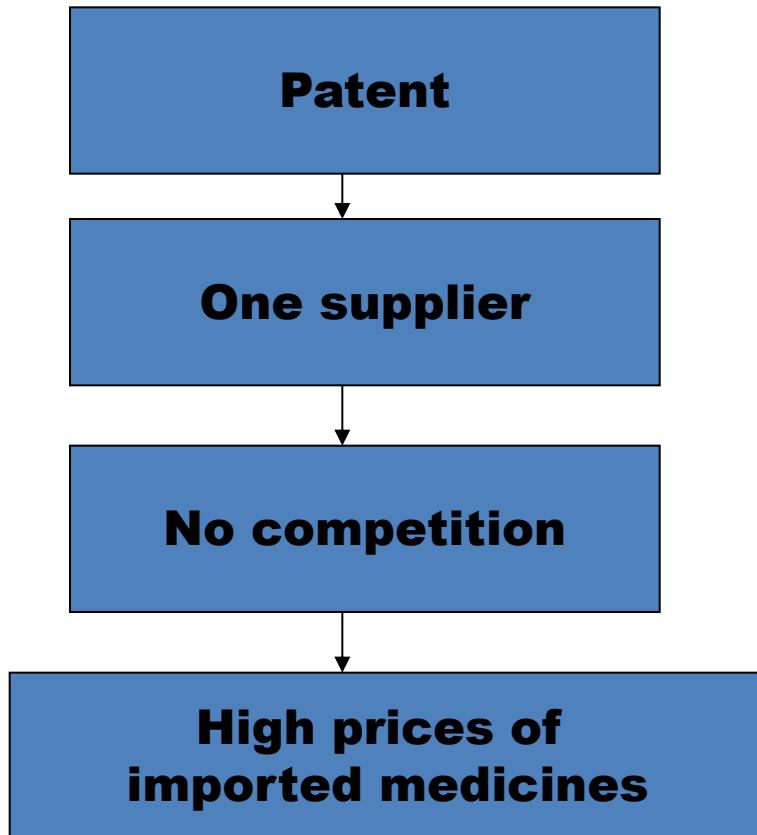 Patent
One supplier
No competition
High prices of
imported medicines